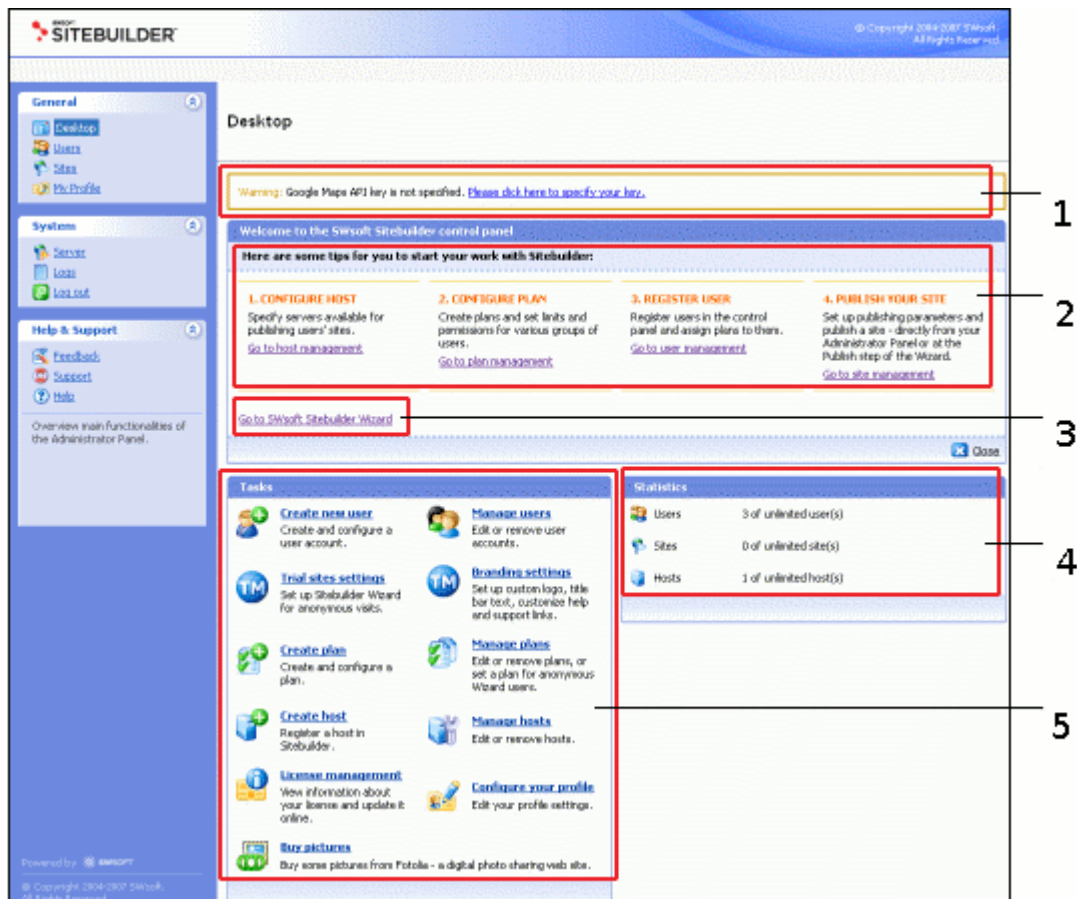 SWSOFT
SITEBUILDER
© Copyright 2004-2007 SWsoft.
All Rights Reserved
General
Desktop
Users
Sites
My Profile
System
Server
Logs
Log out
Help & Support
Feedback
Support
Help
Overview main functionalities of
the Administrator Panel.
Powered by SWSOFT
© Copyright 2004-2007 SWsoft.
All Rights Reserved
Desktop
Warning: Google Maps API key is not specified. Please click here to specify your key.
1
Welcome to the SWsoft Sitebuilder control panel
Here are some tips for you to start your work with Sitebuilder:
1. CONFIGURE HOST
Specify servers available for
publishing users' sites.
Go to host management
2. CONFIGURE PLAN
Create plans and set limits and
permissions for various groups of
users.
Go to plan management
3. REGISTER USER
Register users in the control
panel and assign plans to them.
Go to user management
4. PUBLISH YOUR SITE
Set up publishing parameters and
publish a site - directly from your
Administrator Panel or at the
Publish step of the Wizard.
Go to site management
2
Go to SWsoft Sitebuilder Wizard
3
Close
Tasks
Create new user
Create and configure a
user account.
Manage users
Edit or remove user
accounts.
TM
Trial sites settings
Set up Sitebuilder Wizard
for anonymous visits.
TM
Branding settings
Set up custom logo, title
bar text, customize help
and support links.
Create plan
Create and configure a
plan.
Manage plans
Edit or remove plans, or
set a plan for anonymous
Wizard users.
Create host
Register a host in
Sitebuilder.
Manage hosts
Edit or remove hosts.
License management
View information about
your license and update it
online.
Configure your profile
Edit your profile settings.
Buy pictures
Buy some pictures from Fotolia - a digital photo sharing web site.
5
Statistics
Users 3 of unlimited user(s)
Sites 0 of unlimited site(s)
Hosts 1 of unlimited host(s)
4